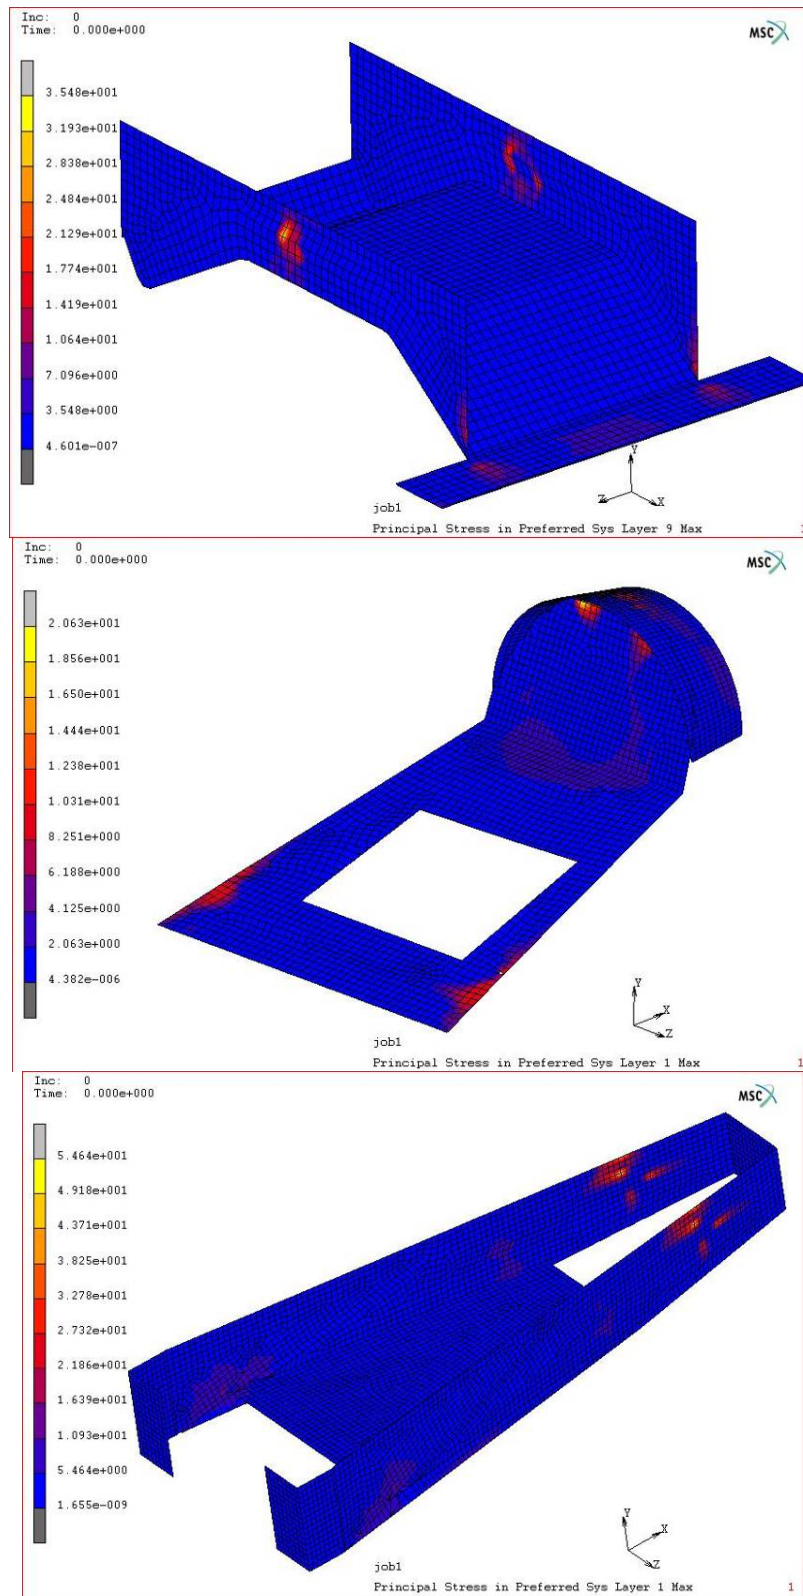 Inc: 0
Time: 0.000e+000
MSC
3.548e+001
3.193e+001
2.838e+001
2.484e+001
2.129e+001
1.774e+001
1.419e+001
1.064e+001
7.096e+000
3.548e+000
4.601e-007
Y
Z
X
job1
Principal Stress in Preferred Sys Layer 9 Max
Inc: 0
Time: 0.000e+000
MSC
2.063e+001
1.856e+001
1.650e+001
1.444e+001
1.238e+001
1.031e+001
8.251e+000
6.188e+000
4.125e+000
2.063e+000
4.382e-006
Y
X
Z
job1
Principal Stress in Preferred Sys Layer 1 Max
1
Inc: 0
Time: 0.000e+000
MSC
5.464e+001
4.918e+001
4.371e+001
3.825e+001
3.278e+001
2.732e+001
2.186e+001
1.639e+001
1.093e+001
5.464e+000
1.655e-009
Y
X
Z
job1
Principal Stress in Preferred Sys Layer 1 Max
1